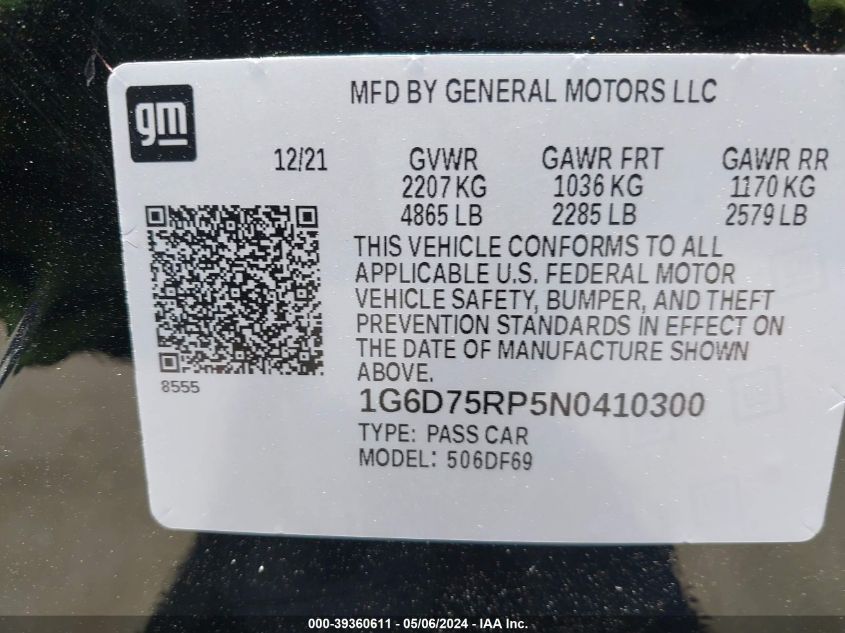 MFD BY GENERAL MOTORS LLC
gm
12/21 GVWR GAWR FRT GAWR RR
2207 KG 1036 KG 1170 KG
4865 LB 2285 LB 2579 LB
THIS VEHICLE CONFORMS TO ALL
APPLICABLE U.S. FEDERAL MOTOR
VEHICLE SAFETY, BUMPER, AND THEFT
PREVENTION STANDARDS IN EFFECT ON
THE DATE OF MANUFACTURE SHOWN
ABOVE.
8555
1G6D75RP5N0410300
TYPE: PASS CAR
MODEL: 506DF69
000-39360611 - 05/06/2024 - IAA Inc.